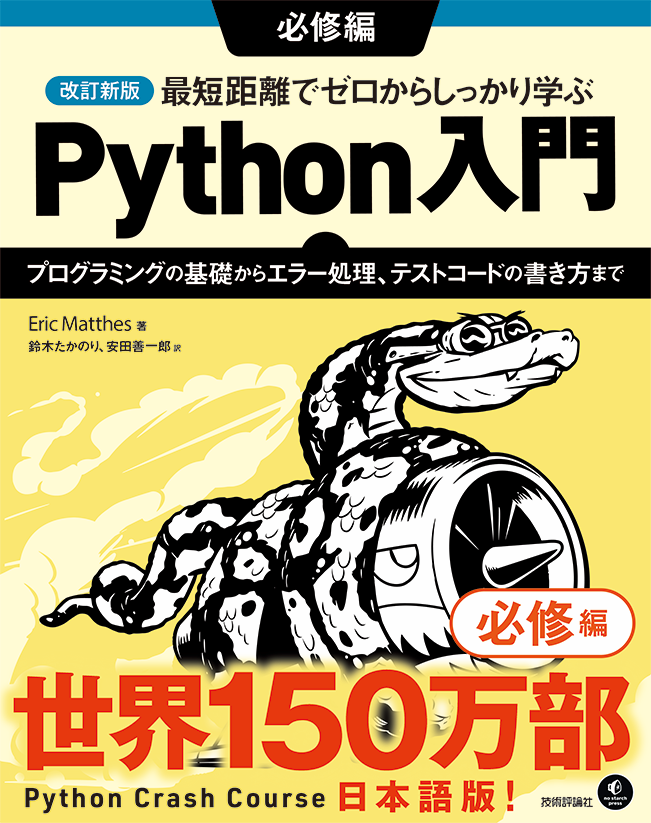 必修編
改訂新版 最短距離でゼロからしっかり学ぶ
Python入門
プログラミングの基礎からエラー処理、テストコードの書き方まで
Eric Matthes 著
鈴木たかのり、安田善一郎 訳
必修編
世界150万部
Python Crash Course 日本語版!
技術評論社
no starch press